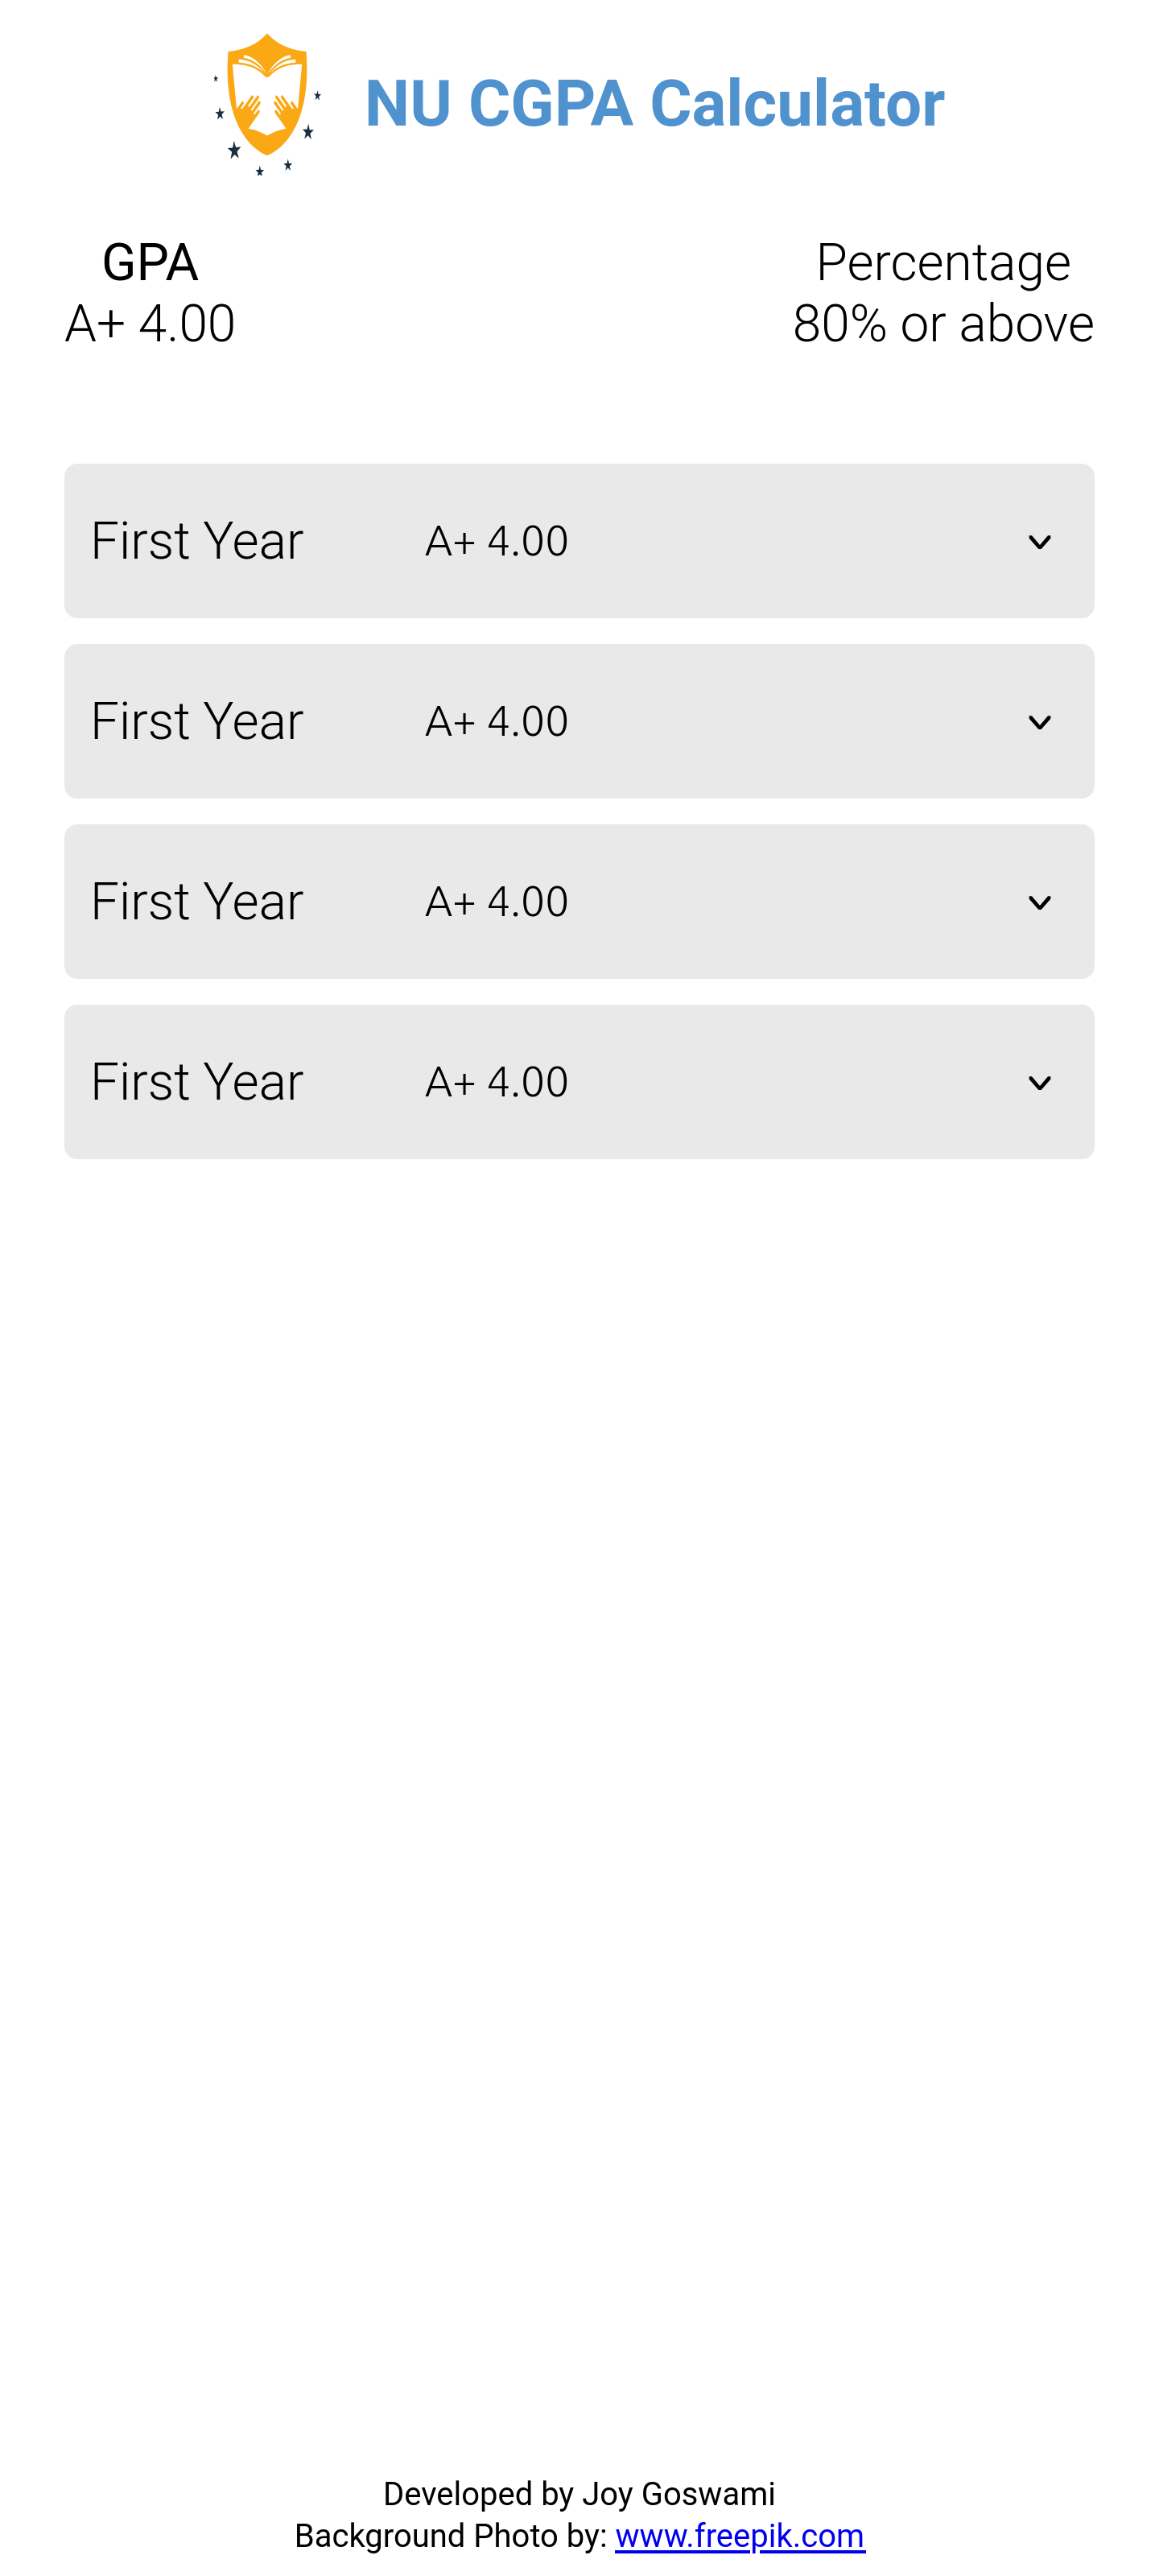 NU CGPA Calculator
GPA
A+ 4.00
Percentage
80% or above
First Year A+ 4.00
First Year A+ 4.00
First Year A+ 4.00
First Year A+ 4.00
Developed by Joy Goswami
Background Photo by: www.freepik.com